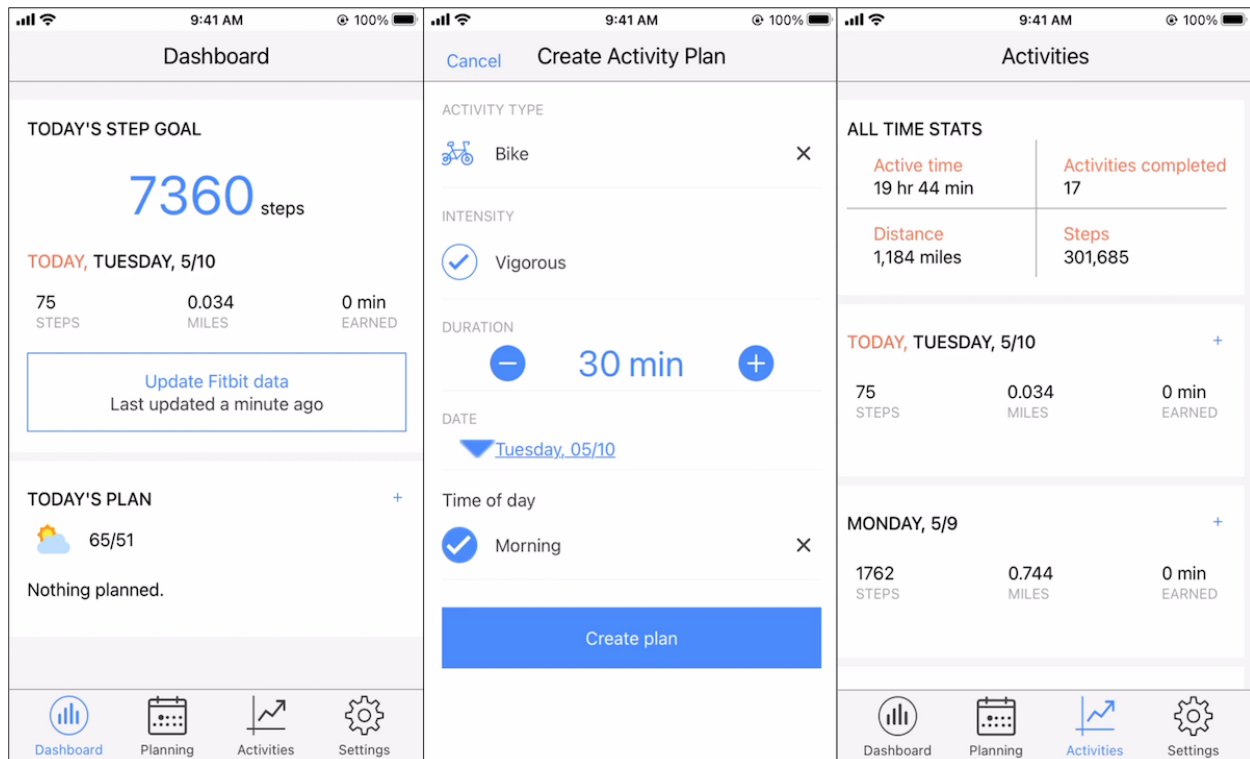 9:41 AM
100%
Dashboard
TODAY'S STEP GOAL
7360 steps
TODAY, TUESDAY, 5/10
75 0.034 0 min
STEPS MILES EARNED
Update Fitbit data
Last updated a minute ago
TODAY'S PLAN +
65/51
Nothing planned.
Dashboard Planning Activities Settings
9:41 AM
100%
Cancel Create Activity Plan
ACTIVITY TYPE
Bike
INTENSITY
Vigorous
DURATION
30 min
DATE
Tuesday, 05/10
Time of day
Morning
Create plan
9:41 AM
100%
Activities
ALL TIME STATS
Active time Activities completed
19 hr 44 min 17
Distance Steps
1,184 miles 301,685
TODAY, TUESDAY, 5/10 +
75 0.034 0 min
STEPS MILES EARNED
MONDAY, 5/9 +
1762 0.744 0 min
STEPS MILES EARNED
Dashboard Planning Activities Settings